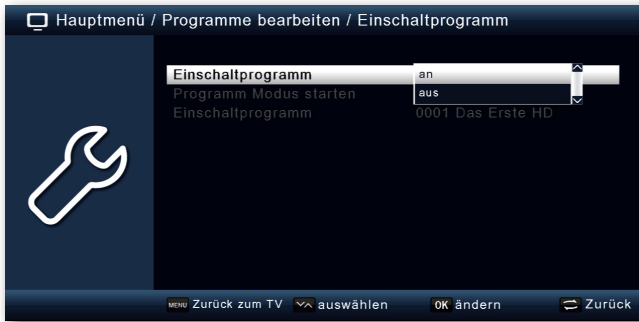 Hauptmenü / Programme bearbeiten / Einschaltprogramm
Einschaltprogramm an
aus
Programm Modus starten
Einschaltprogramm 0001 Das Erste HD
MENU Zurück zum TV auswählen OK ändern Zurück